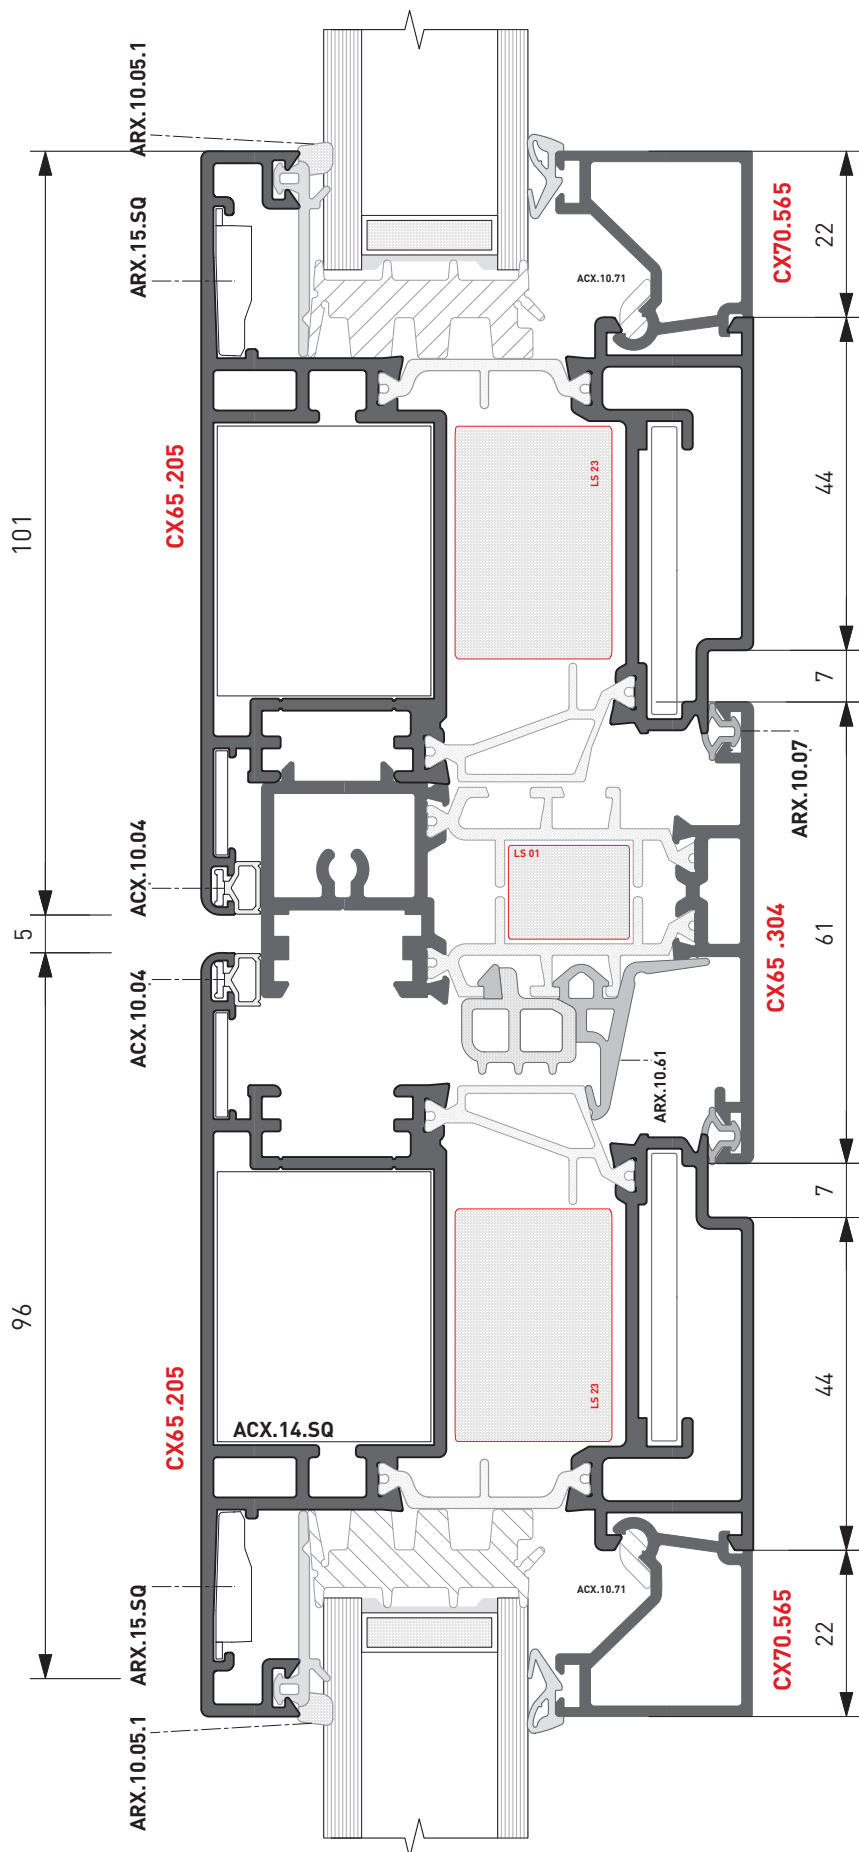 ARX.10.05.1
ARX.15.SQ
CX70.565
22
ACX.10.71
CX65.205
LS 23
44
101
7
ARX.10.07
ACX.10.04
LS 01
5
61
CX65 .304
ACX.10.04
ARX.10.61
7
96
CX65.205
LS 23
44
ACX.14.SQ
ARX.15.SQ
ACX.10.71
CX70.565
22
ARX.10.05.1